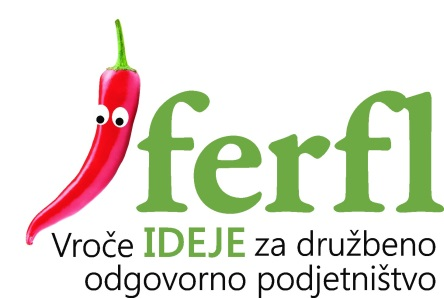 ferfl
Vroče IDEJE za družbeno
odgovorno podjetništvo